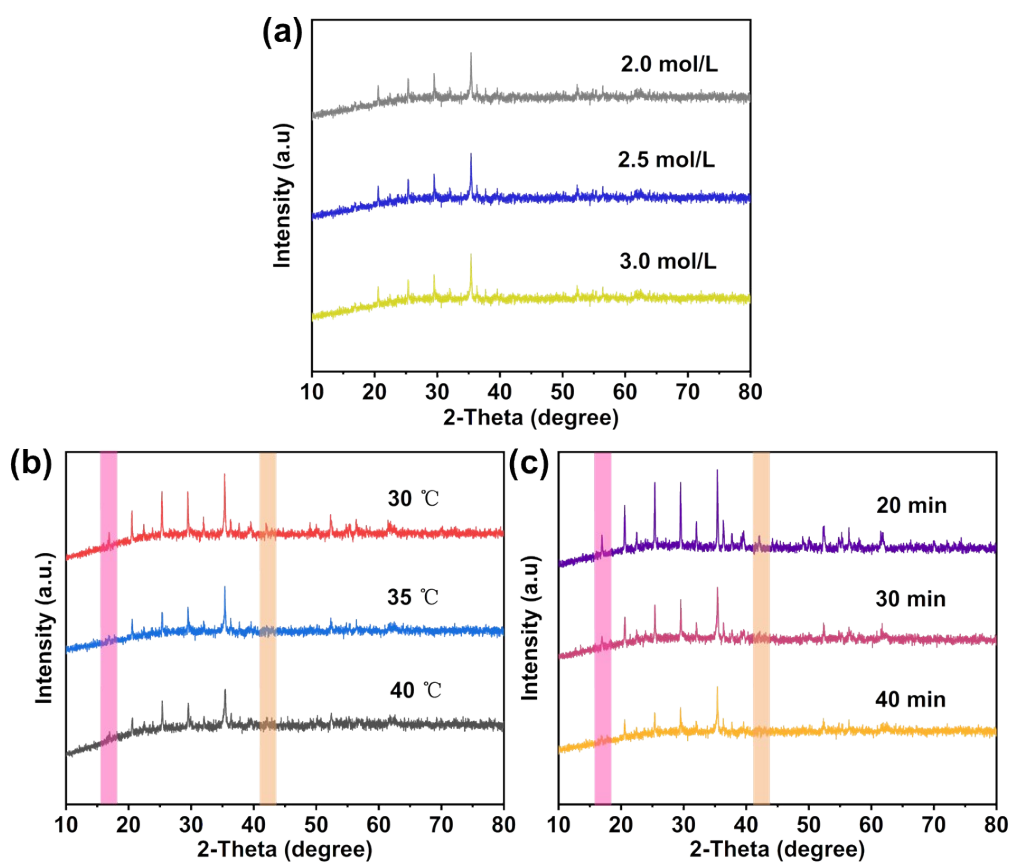 (a)
2.0 mol/L
2.5 mol/L
3.0 mol/L
Intensity (a.u)
10 20 30 40 50 60 70 80
2-Theta (degree)
(b)
30 ℃
35 ℃
40 ℃
Intensity (a.u.)
10 20 30 40 50 60 70 80
2-Theta (degree)
(c)
20 min
30 min
40 min
Intensity (a.u)
10 20 30 40 50 60 70 80
2-Theta (degree)